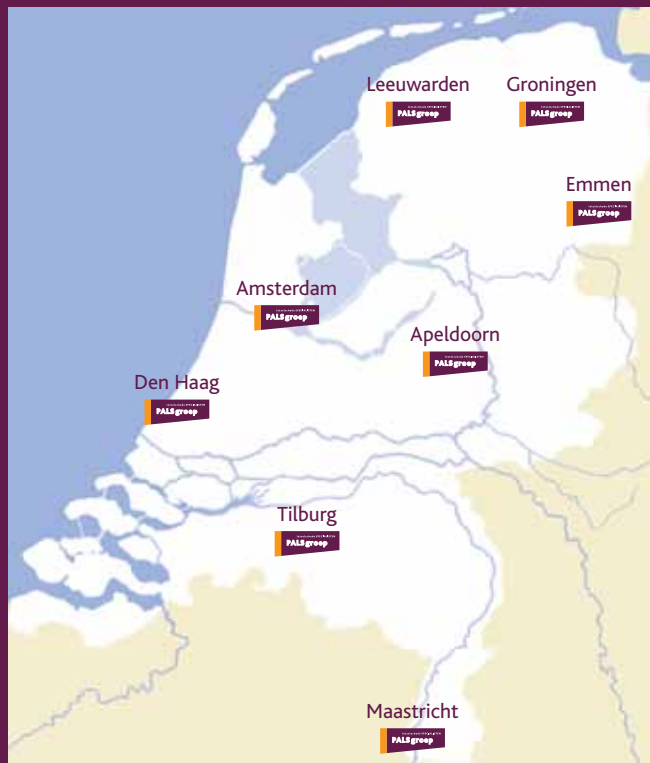 Leeuwarden
PALSgroep
Groningen
PALSgroep
Emmen
PALSgroep
Amsterdam
PALSgroep
Apeldoorn
PALSgroep
Den Haag
PALSgroep
Tilburg
PALSgroep
Maastricht
PALSgroep